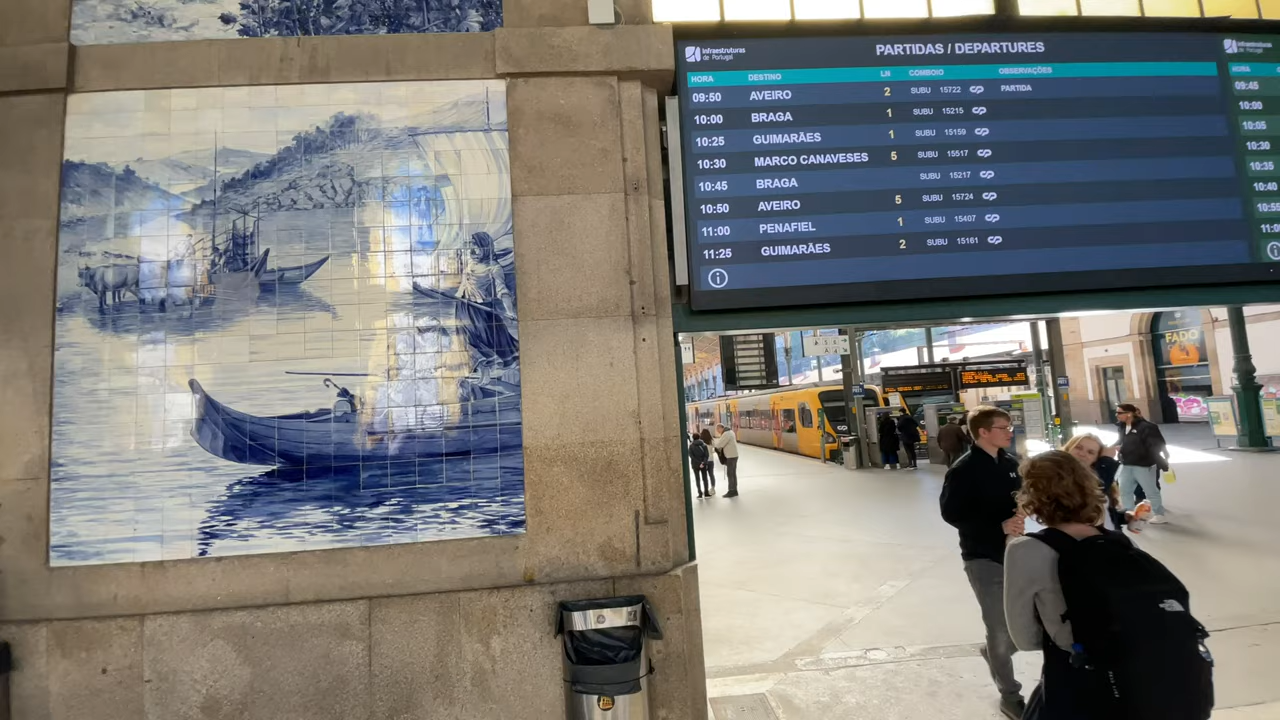 Infraestruturas
de Portugal
PARTIDAS / DEPARTURES
HORA DESTINO LN COMBOIO OBSERVAÇÕES
09:50 AVEIRO 2 SUBU 15722 PARTIDA
10:00 BRAGA 1 SUBU 15215
10:25 GUIMARÃES 1 SUBU 15159
10:30 MARCO CANAVESES 5 SUBU 15517
10:45 BRAGA SUBU 15217
10:50 AVEIRO 5 SUBU 15724
11:00 PENAFIEL 1 SUBU 15407
11:25 GUIMARÃES 2 SUBU 15161
Infraestruturas
de Portugal
HORA
09:45
10:00
10:05
10:30
10:35
10:40
FADO